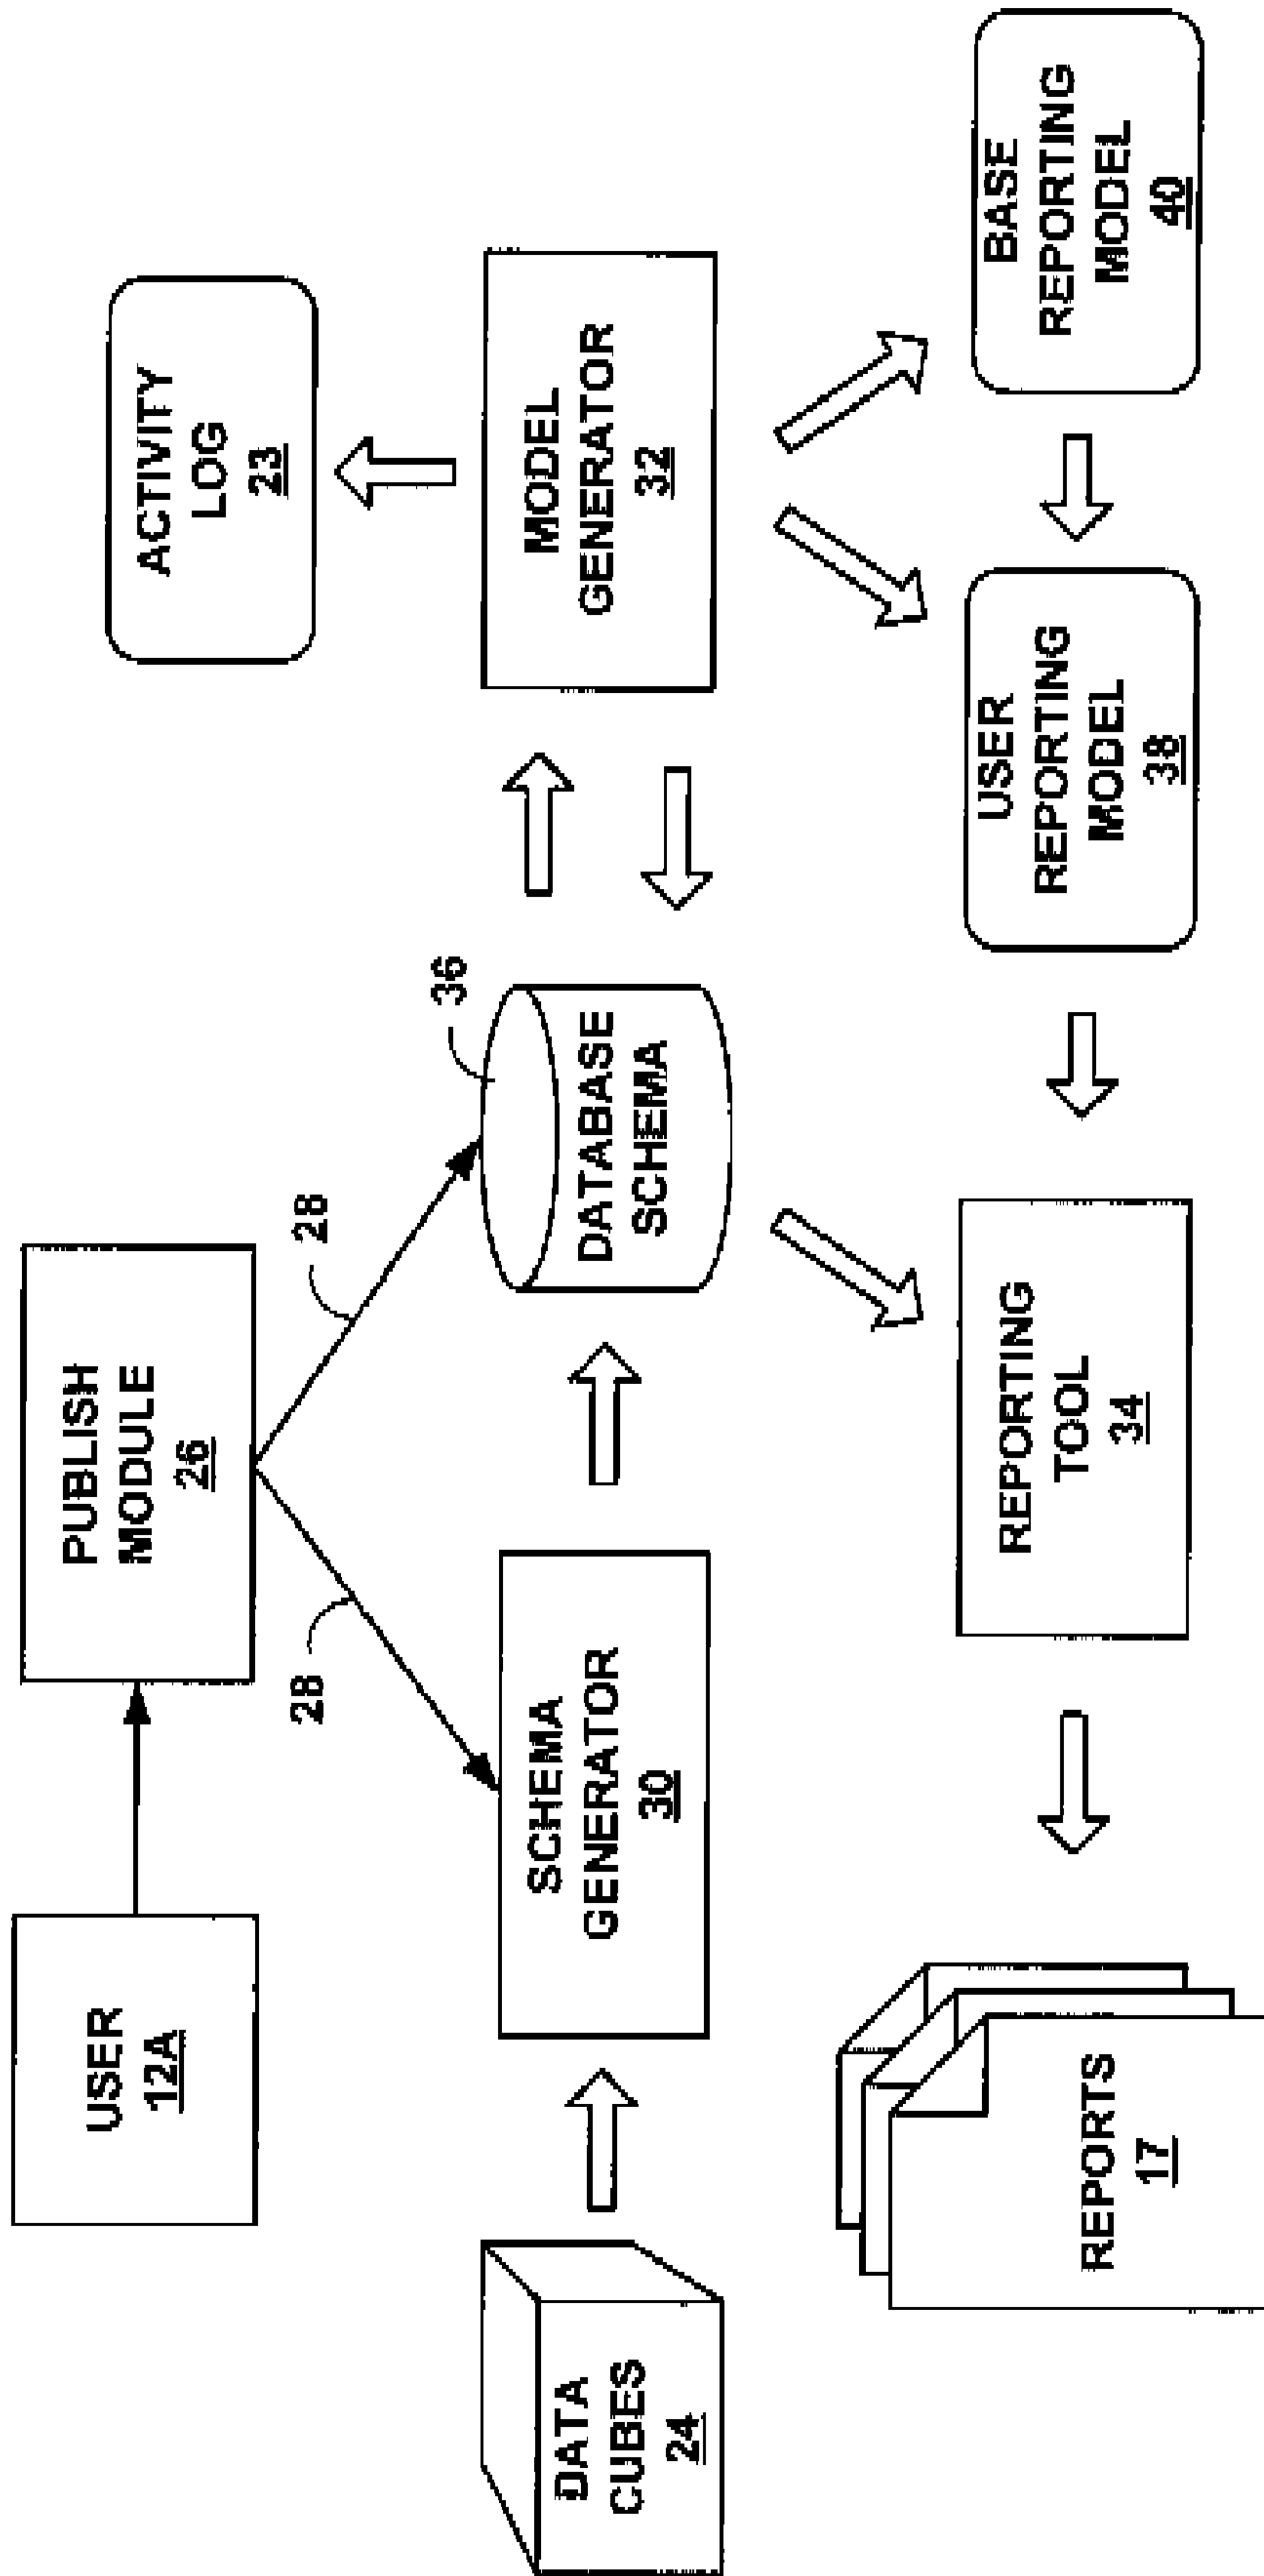 USER
12A
PUBLISH
MODULE
26
28
28
ACTIVITY
LOG
23
DATA
CUBES
24
SCHEMA
GENERATOR
30
36
DATABASE
SCHEMA
MODEL
GENERATOR
32
REPORTS
17
REPORTING
TOOL
34
USER
REPORTING
MODEL
38
BASE
REPORTING
MODEL
40